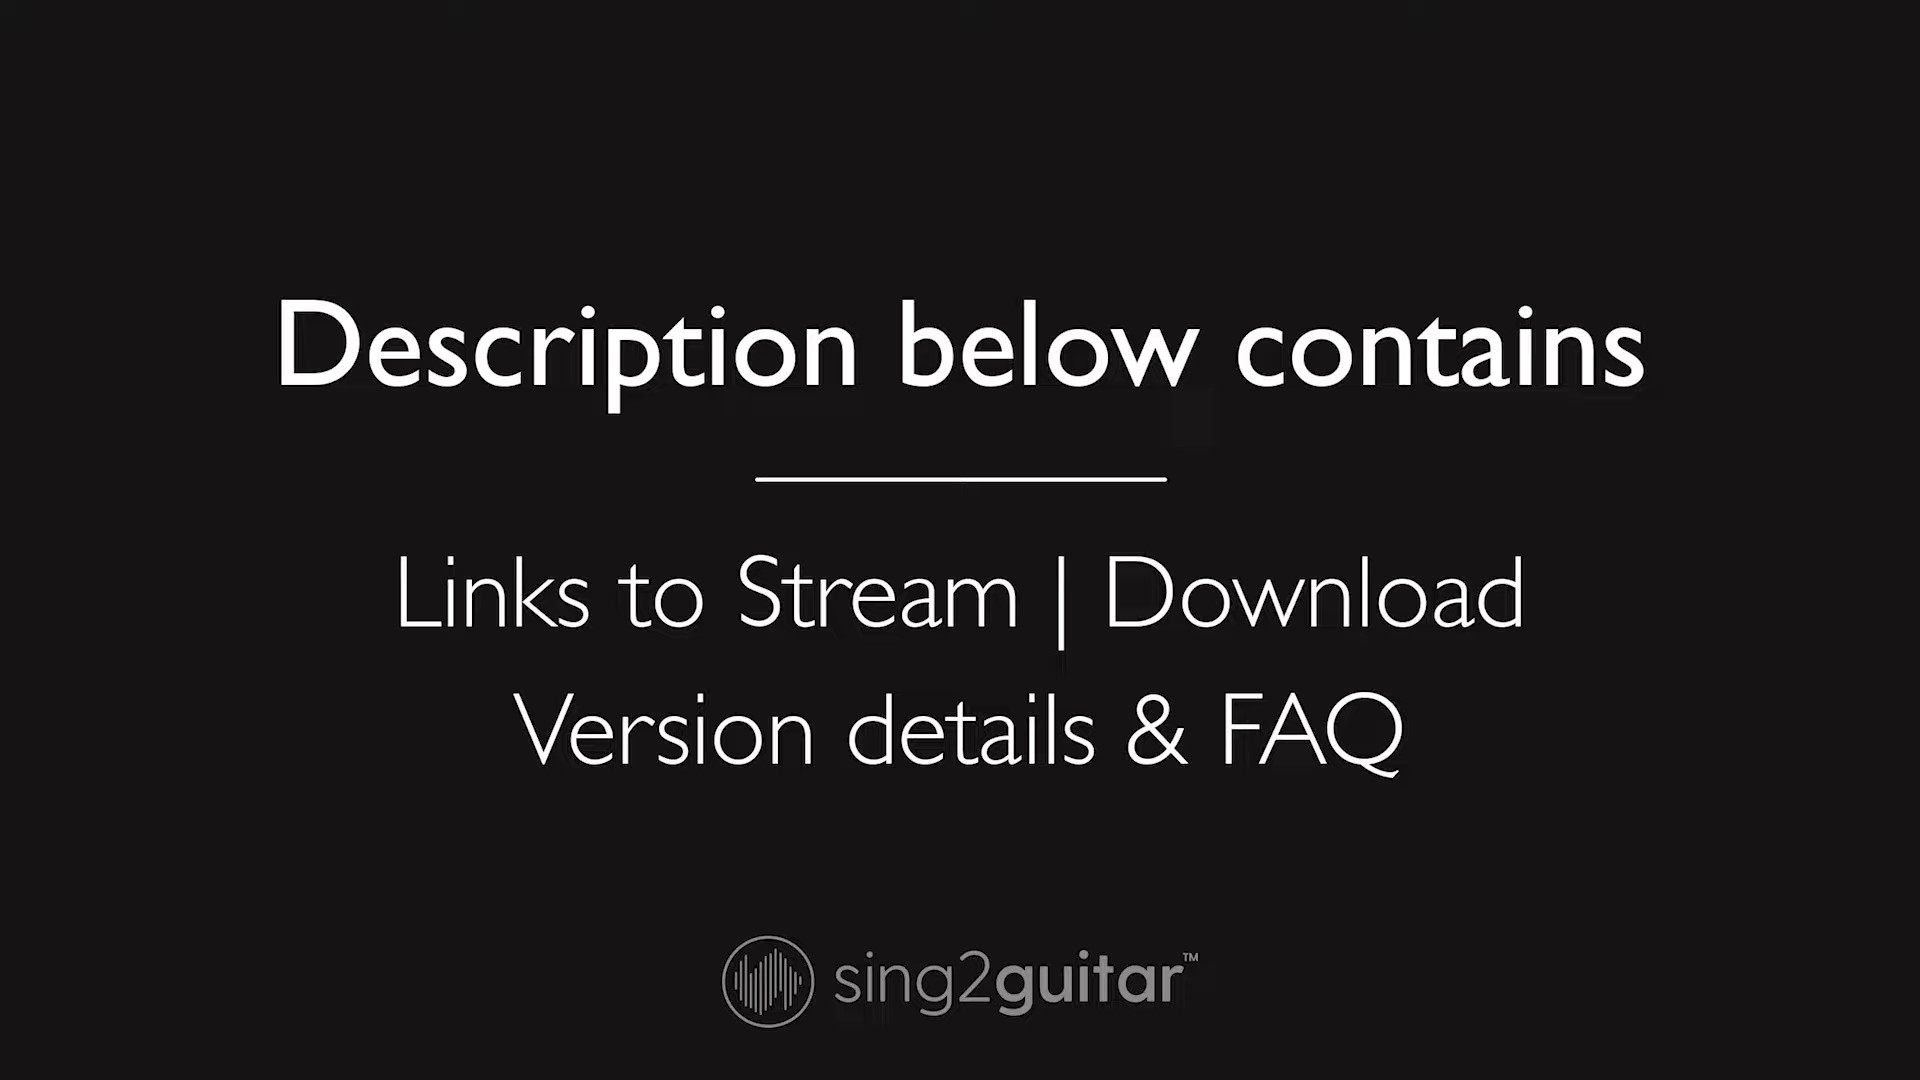 Description below contains
Links to Stream | Download
Version details & FAQ
sing2guitar™